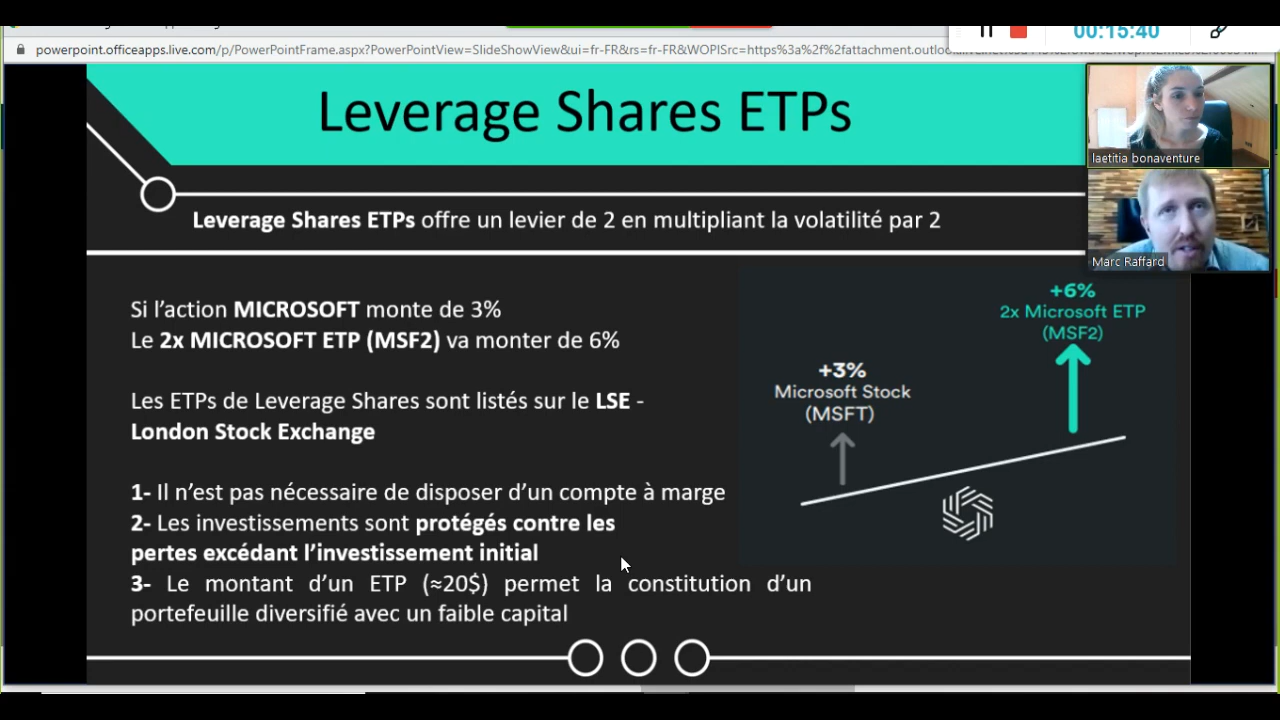 00:15:40
powerpoint.officeapps.live.com/p/PowerPointFrame.aspx?PowerPointView=SlideShowView&ui=fr-FR&rs=fr-FR&WOPISrc=https%3a%2f%2fattachment.outloo
Leverage Shares ETPs
laetitia bonaventure
Leverage Shares ETPs offre un levier de 2 en multipliant la volatilité par 2
Marc Raffard
Si l'action MICROSOFT monte de 3%
Le 2x MICROSOFT ETP (MSF2) va monter de 6%
Les ETPs de Leverage Shares sont listés sur le LSE -
London Stock Exchange
1- Il n'est pas nécessaire de disposer d'un compte à marge
2- Les investissements sont protégés contre les
pertes excédant l'investissement initial
3- Le montant d'un ETP (≈20$) permet la constitution d'un
portefeuille diversifié avec un faible capital
+3%
Microsoft Stock
(MSFT)
+6%
2x Microsoft ETP
(MSF2)